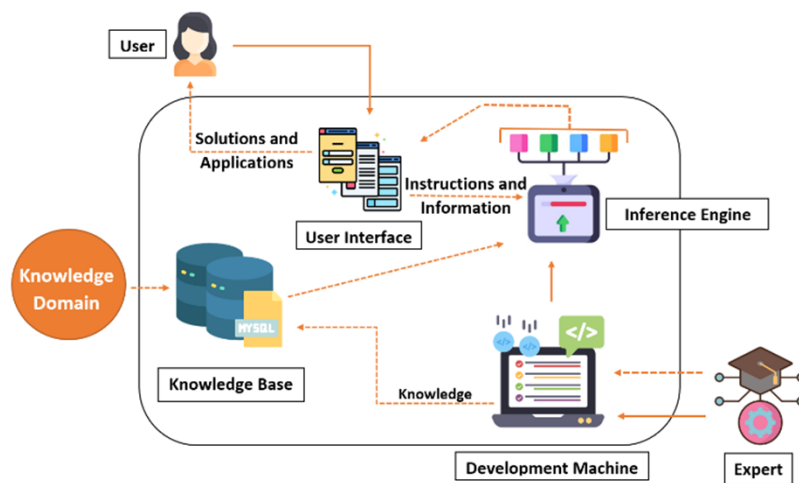 User
Solutions and
Applications
Instructions and
Information
User Interface
Inference Engine
Knowledge
Domain
MYSQL
</>
Knowledge Base
Knowledge
Development Machine
Expert